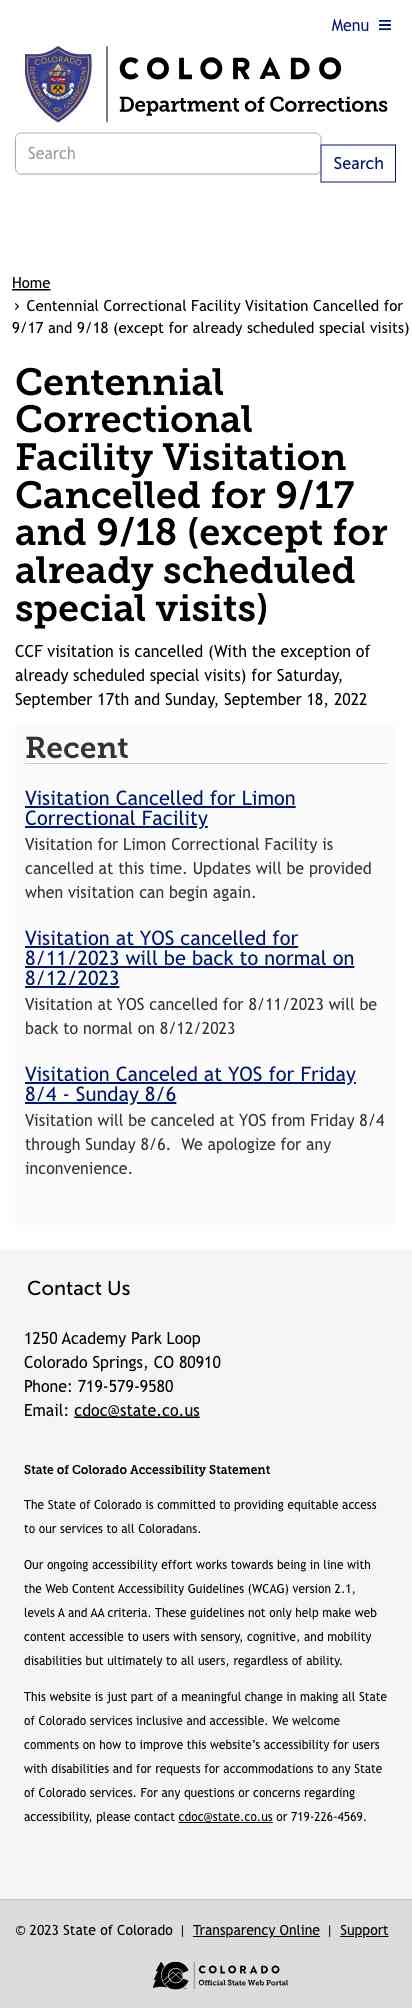 Menu
COLORADO
Department of Corrections
Search
Search
Home
› Centennial Correctional Facility Visitation Cancelled for
9/17 and 9/18 (except for already scheduled special visits)
Centennial
Correctional
Facility Visitation
Cancelled for 9/17
and 9/18 (except for
already scheduled
special visits)
CCF visitation is cancelled (With the exception of
already scheduled special visits) for Saturday,
September 17th and Sunday, September 18, 2022
Recent
Visitation Cancelled for Limon
Correctional Facility
Visitation for Limon Correctional Facility is
cancelled at this time. Updates will be provided
when visitation can begin again.
Visitation at YOS cancelled for
8/11/2023 will be back to normal on
8/12/2023
Visitation at YOS cancelled for 8/11/2023 will be
back to normal on 8/12/2023
Visitation Canceled at YOS for Friday
8/4 - Sunday 8/6
Visitation will be canceled at YOS from Friday 8/4
through Sunday 8/6.  We apologize for any
inconvenience.
Contact Us
1250 Academy Park Loop
Colorado Springs, CO 80910
Phone: 719-579-9580
Email: cdoc@state.co.us
State of Colorado Accessibility Statement
The State of Colorado is committed to providing equitable access
to our services to all Coloradans.
Our ongoing accessibility effort works towards being in line with
the Web Content Accessibility Guidelines (WCAG) version 2.1,
levels A and AA criteria. These guidelines not only help make web
content accessible to users with sensory, cognitive, and mobility
disabilities but ultimately to all users, regardless of ability.
This website is just part of a meaningful change in making all State
of Colorado services inclusive and accessible. We welcome
comments on how to improve this website's accessibility for users
with disabilities and for requests for accommodations to any State
of Colorado services. For any questions or concerns regarding
accessibility, please contact cdoc@state.co.us or 719-226-4569.
© 2023 State of Colorado | Transparency Online | Support
COLORADO
Official State Web Portal